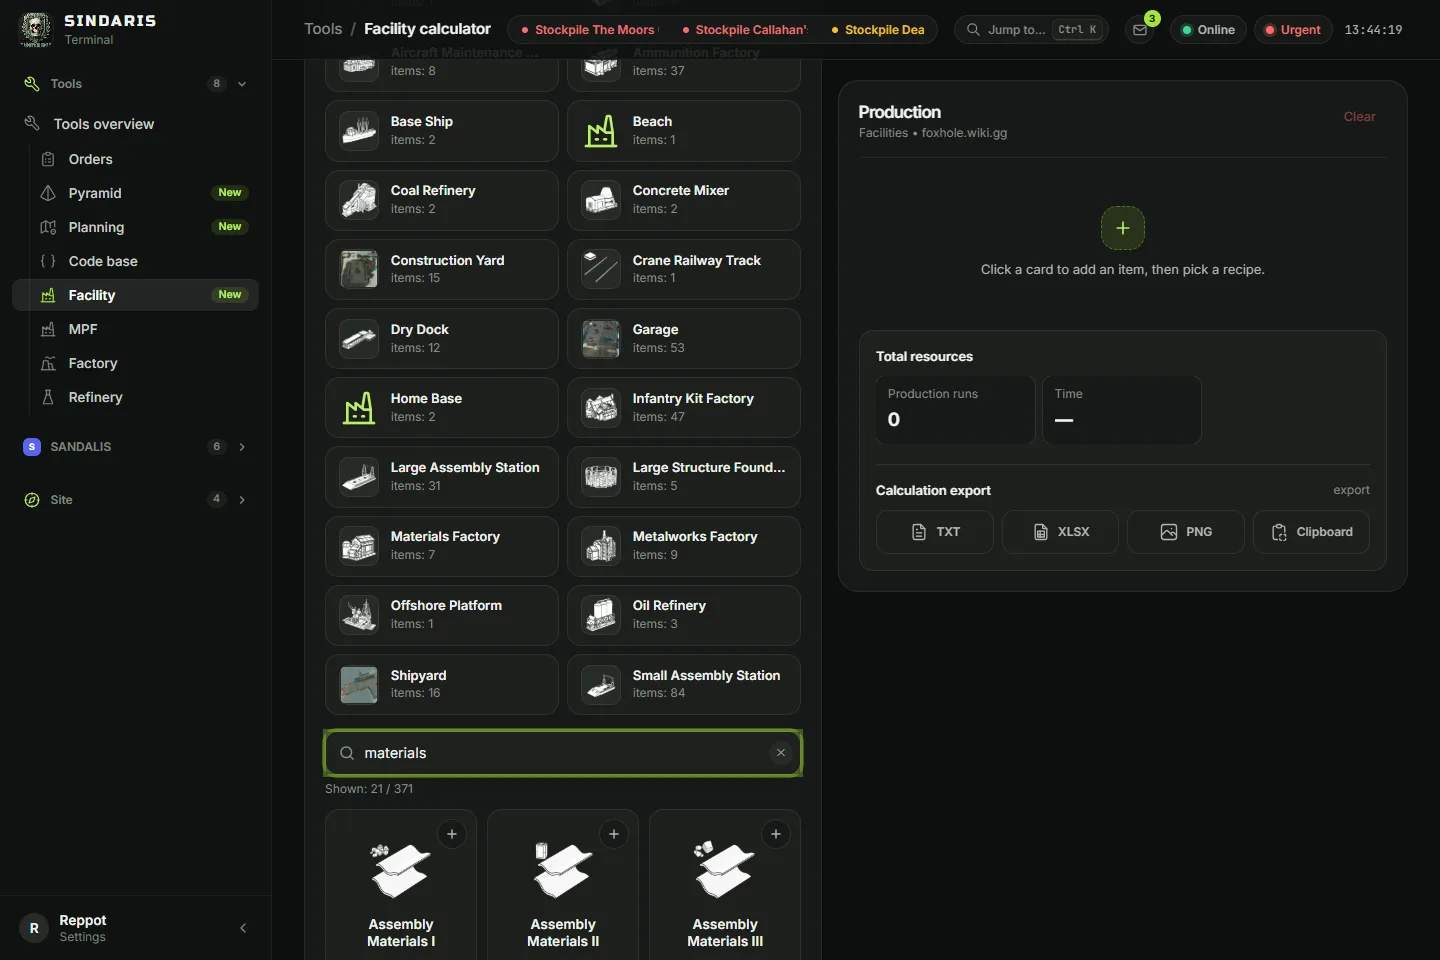 SINDARIS
Terminal
Tools / Facility calculator
Stockpile The Moors
Stockpile Callahan'
Stockpile Dea
Jump to... Ctrl K
3
Online
Urgent
13:44:19
Tools 8
Tools overview
Orders
Pyramid New
Planning New
Code base
Facility New
MPF
Factory
Refinery
S SANDALIS 6
Site 4
R Reppot
Settings
Aircraft Maintenance ...
items: 8
Ammunition Factory
items: 37
Base Ship
items: 2
Beach
items: 1
Coal Refinery
items: 2
Concrete Mixer
items: 2
Construction Yard
items: 15
Crane Railway Track
items: 1
Dry Dock
items: 12
Garage
items: 53
Home Base
items: 2
Infantry Kit Factory
items: 47
Large Assembly Station
items: 31
Large Structure Found...
items: 5
Materials Factory
items: 7
Metalworks Factory
items: 9
Offshore Platform
items: 1
Oil Refinery
items: 3
Shipyard
items: 16
Small Assembly Station
items: 84
materials
Shown: 21 / 371
Assembly
Materials I
Assembly
Materials II
Assembly
Materials III
Production
Facilities • foxhole.wiki.gg
Clear
Click a card to add an item, then pick a recipe.
Total resources
Production runs
0
Time
—
Calculation export
export
TXT
XLSX
PNG
Clipboard